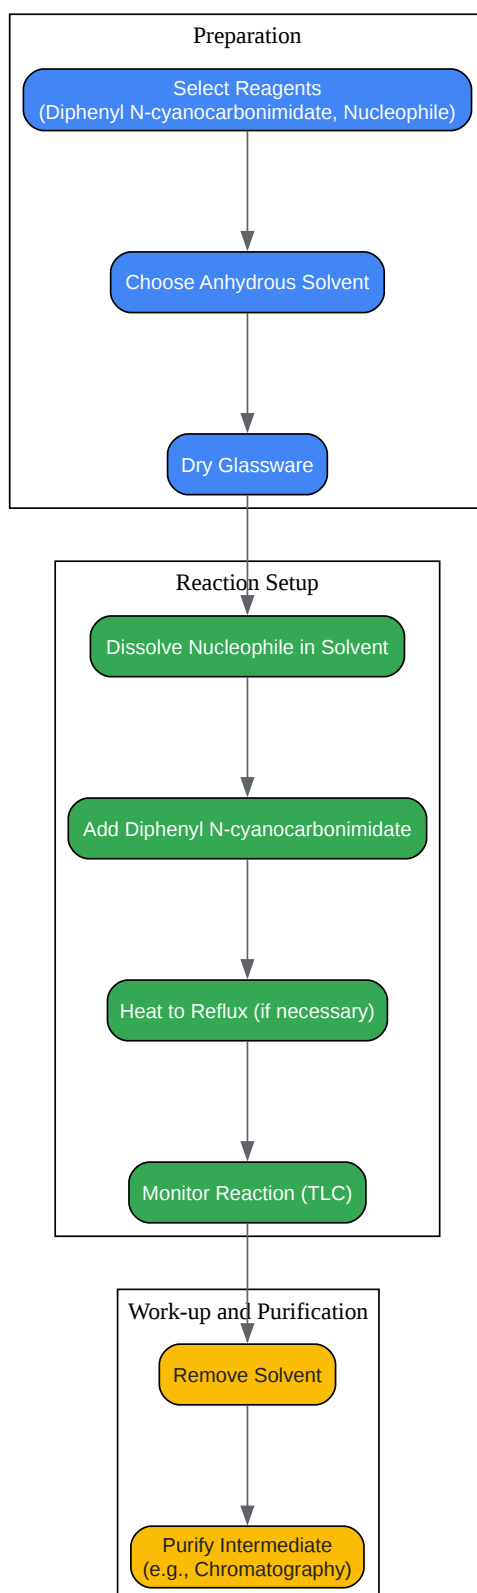 Preparation
Select Reagents
(Diphenyl N-cyanocarbonimidate, Nucleophile)
Choose Anhydrous Solvent
Dry Glassware
Reaction Setup
Dissolve Nucleophile in Solvent
Add Diphenyl N-cyanocarbonimidate
Heat to Reflux (if necessary)
Monitor Reaction (TLC)
Work-up and Purification
Remove Solvent
Purify Intermediate
(e.g., Chromatography)